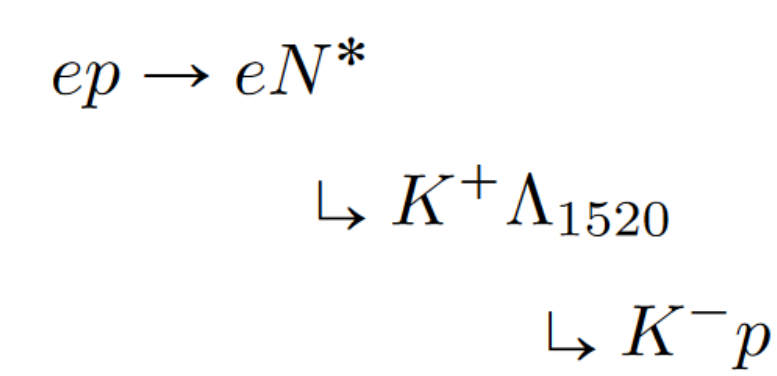 ep → eN*
↳ K⁺Λ₁₅₂₀
↳ K⁻p